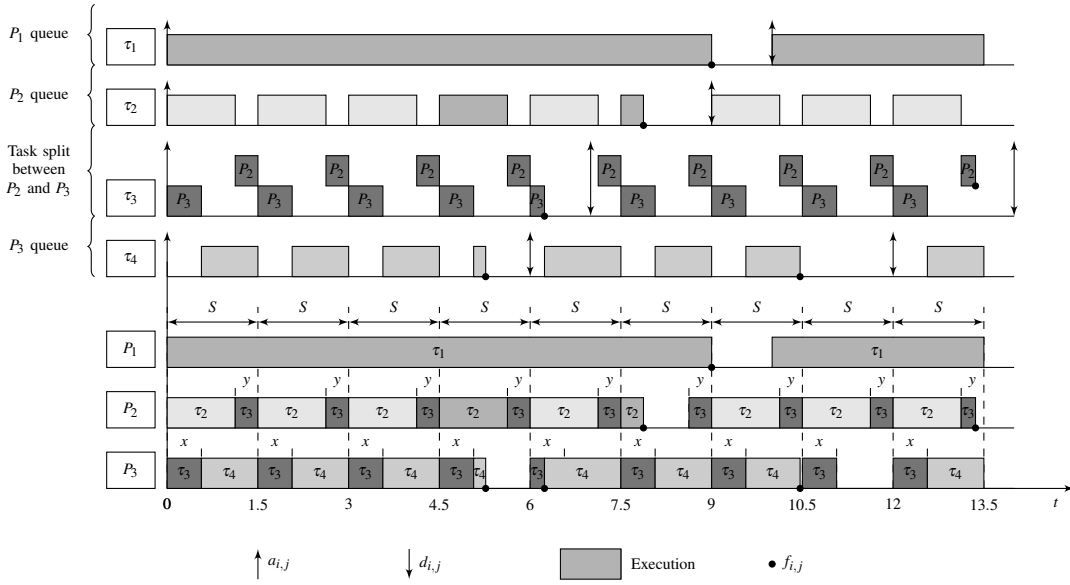 P1 queue
τ1
P2 queue
τ2
Task split
between
P2 and P3
τ3
P2 P2 P2 P2 P2 P2 P2 P2 P2
P3 P3 P3 P3 P3 P3 P3 P3 P3
P3 queue
τ4
S S S S S S S S S
P1
τ1 τ1
y y y y y y y y
P2
τ2 τ3 τ2 τ3 τ2 τ3 τ2 τ3 τ2 τ3 τ2 τ3 τ2 τ3 τ2 τ3 τ2 τ3
x x x x x x x x x
P3
τ3 τ4 τ3 τ4 τ3 τ4 τ3 τ4 τ3 τ4 τ3 τ4 τ3 τ4 τ3 τ3 τ4
0 1.5 3 4.5 6 7.5 9 10.5 12 13.5 t
ai,j di,j Execution fi,j